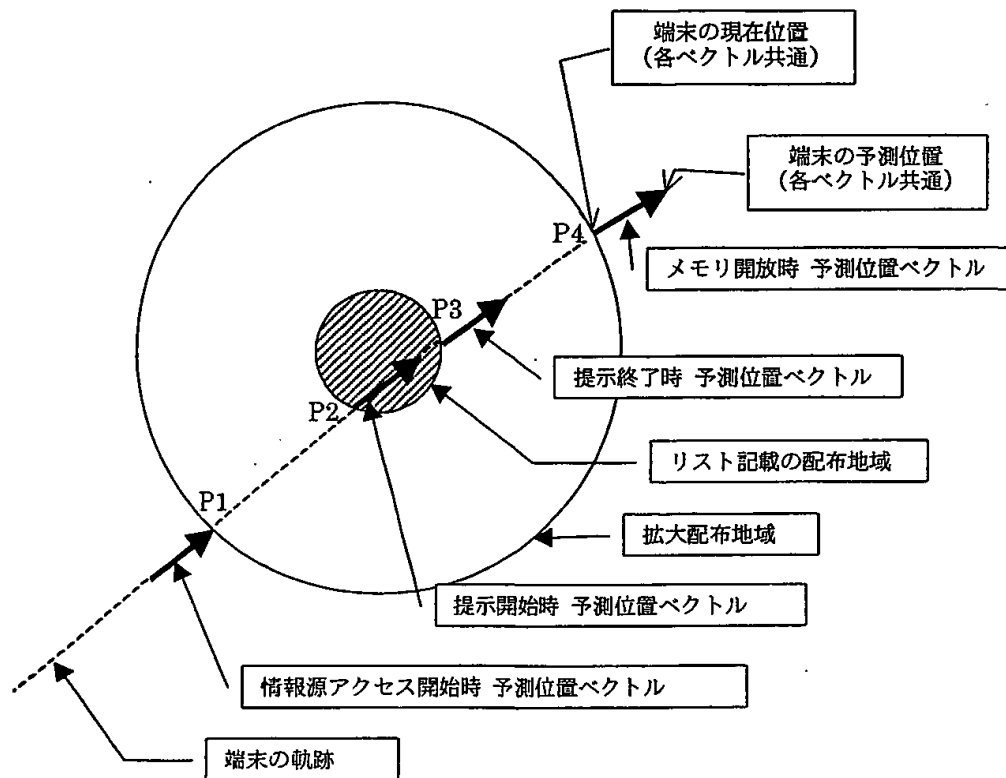 端末の現在位置
(各ベクトル共通)
端末の予測位置
(各ベクトル共通)
P4
メモリ開放時 予測位置ベクトル
P3
提示終了時 予測位置ベクトル
P2
リスト記載の配布地域
P1
拡大配布地域
提示開始時 予測位置ベクトル
情報源アクセス開始時 予測位置ベクトル
端末の軌跡